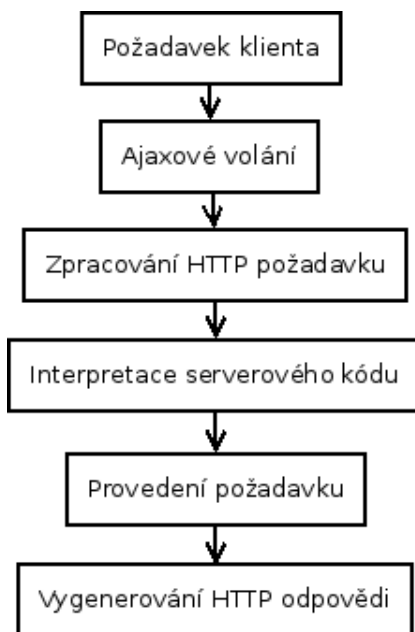 Požadavek klienta
Ajaxové volání
Zpracování HTTP požadavku
Interpretace serverového kódu
Provedení požadavku
Vygenerování HTTP odpovědi